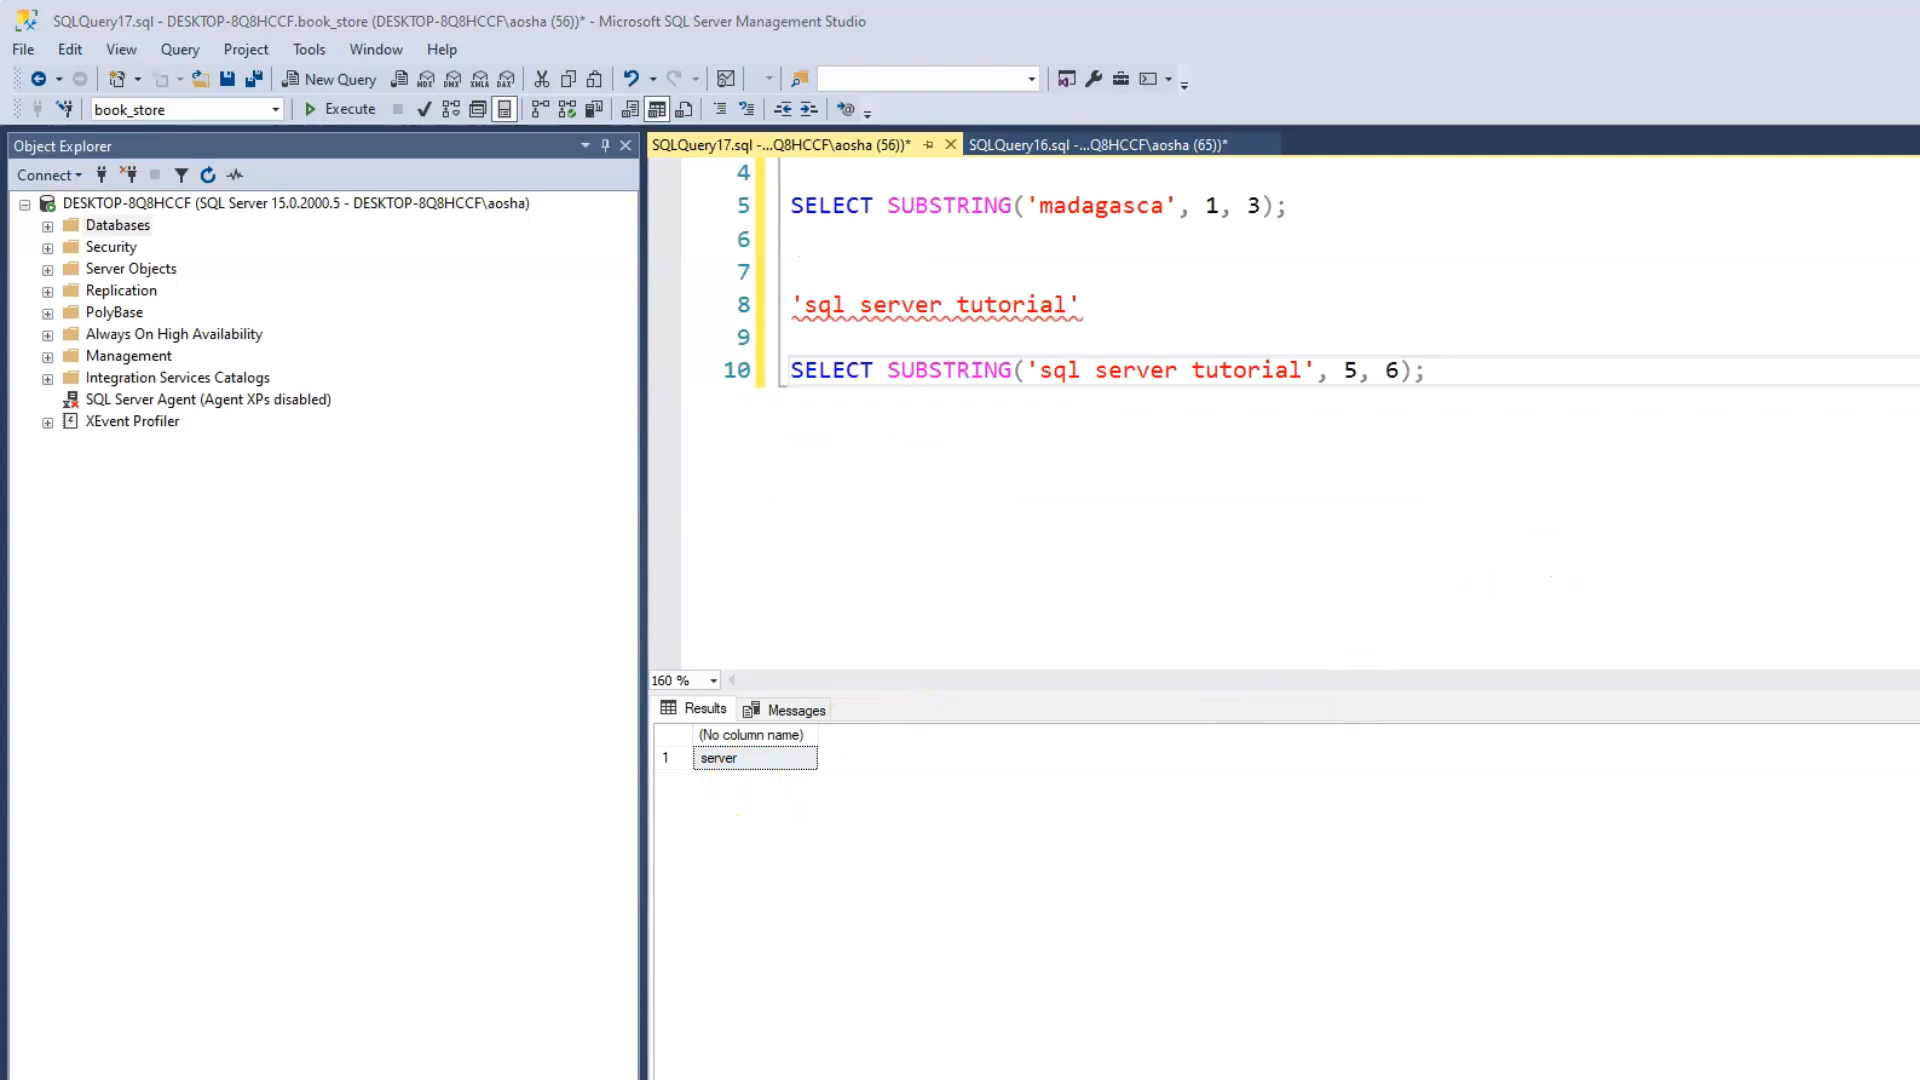 SQLQuery17.sql - DESKTOP-8Q8HCCF.book_store (DESKTOP-8Q8HCCF\aosha (56))* - Microsoft SQL Server Management Studio
File Edit View Query Project Tools Window Help
New Query
book_store Execute
Object Explorer
SQLQuery17.sql -...Q8HCCF\aosha (56))* SQLQuery16.sql -...Q8HCCF\aosha (65))*
Connect
DESKTOP-8Q8HCCF (SQL Server 15.0.2000.5 - DESKTOP-8Q8HCCF\aosha)
Databases
Security
Server Objects
Replication
PolyBase
Always On High Availability
Management
Integration Services Catalogs
SQL Server Agent (Agent XPs disabled)
XEvent Profiler
4
5 SELECT SUBSTRING('madagasca', 1, 3);
6
7
8 'sql server tutorial'
9
10 SELECT SUBSTRING('sql server tutorial', 5, 6);
160 %
Results Messages
(No column name)
1 server